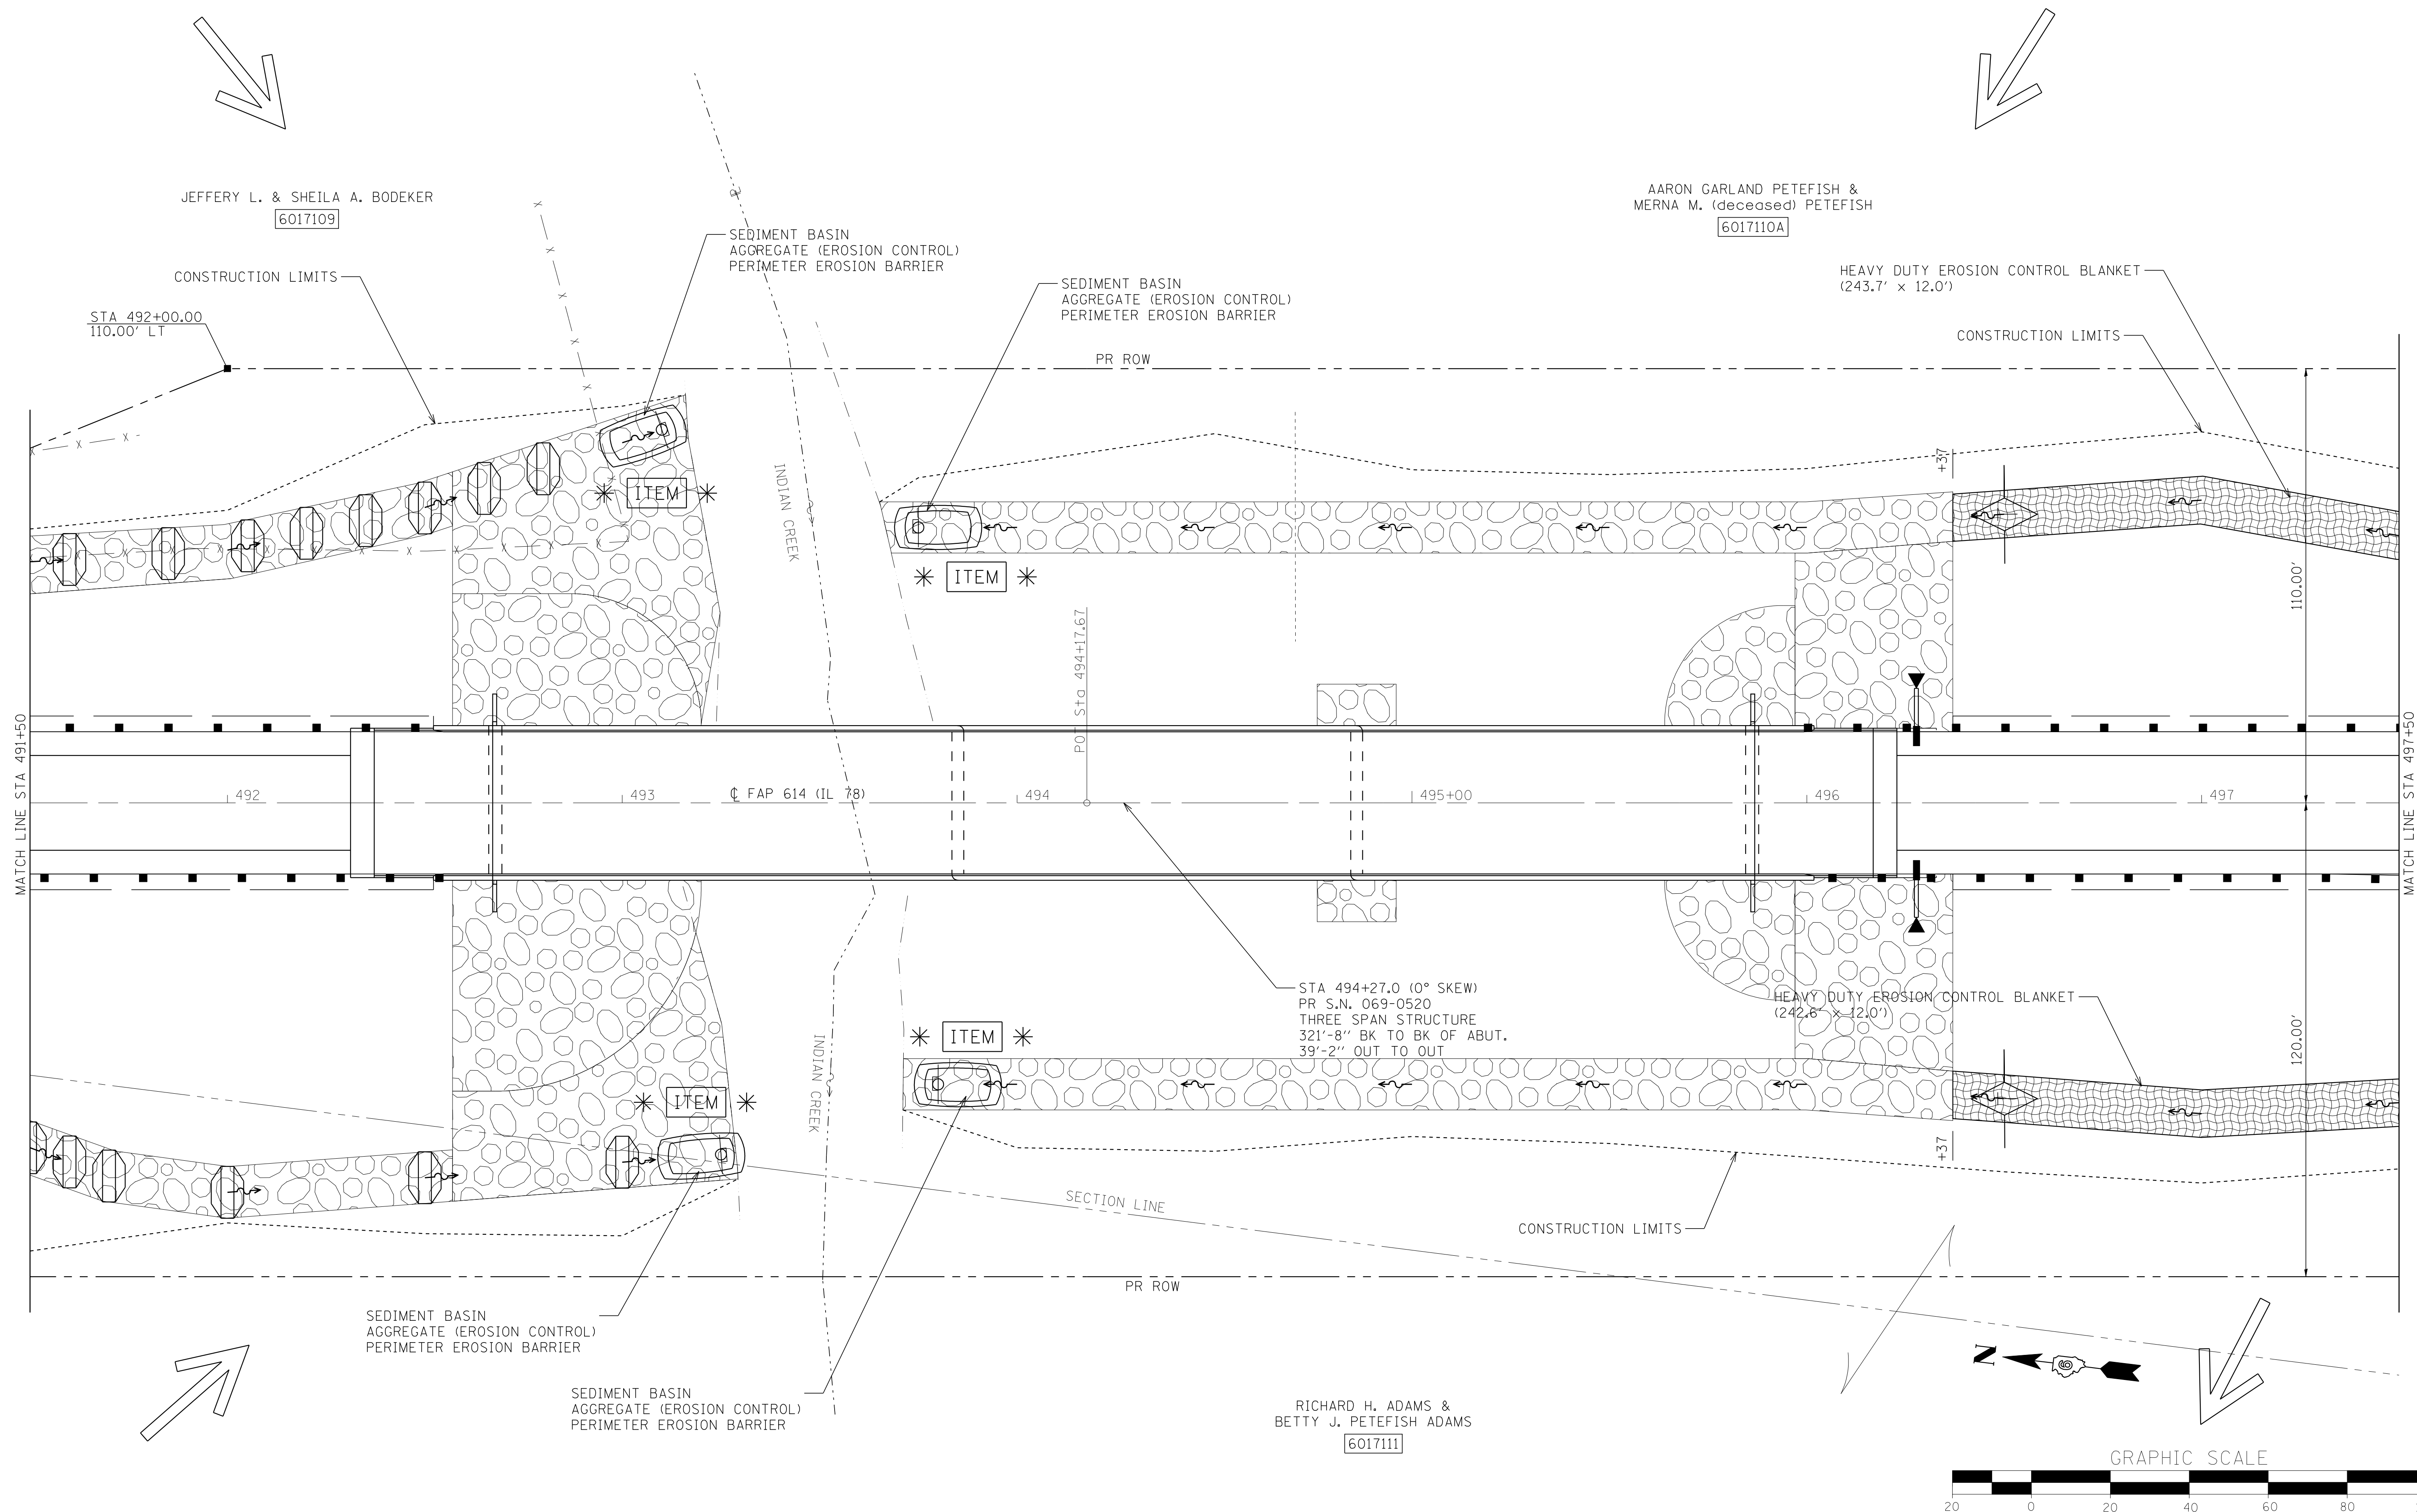 JEFFERY L. & SHEILA A. BODEKER
6017109
AARON GARLAND PETEFISH &
MERNA M. (deceased) PETEFISH
6017110A
SEDIMENT BASIN
AGGREGATE (EROSION CONTROL)
PERIMETER EROSION BARRIER
CONSTRUCTION LIMITS
SEDIMENT BASIN
AGGREGATE (EROSION CONTROL)
PERIMETER EROSION BARRIER
HEAVY DUTY EROSION CONTROL BLANKET
(243.7' x 12.0')
STA 492+00.00
110.00' LT
CONSTRUCTION LIMITS
PR ROW
+37
ITEM
INDIAN CREEK
ITEM
110.00'
POT Sta 494+17.67
MATCH LINE STA 491+50
MATCH LINE STA 497+50
492
493
℄ FAP 614 (IL 78)
494
495+00
496
497
STA 494+27.0 (0° SKEW)
PR S.N. 069-0520
THREE SPAN STRUCTURE
321'-8" BK TO BK OF ABUT.
39'-2" OUT TO OUT
HEAVY DUTY EROSION CONTROL BLANKET
(242.6' x 12.0')
ITEM
INDIAN CREEK
120.00'
ITEM
+37
SECTION LINE
CONSTRUCTION LIMITS
PR ROW
SEDIMENT BASIN
AGGREGATE (EROSION CONTROL)
PERIMETER EROSION BARRIER
N
6
SEDIMENT BASIN
AGGREGATE (EROSION CONTROL)
PERIMETER EROSION BARRIER
RICHARD H. ADAMS &
BETTY J. PETEFISH ADAMS
6017111
GRAPHIC SCALE
20 0 20 40 60 80